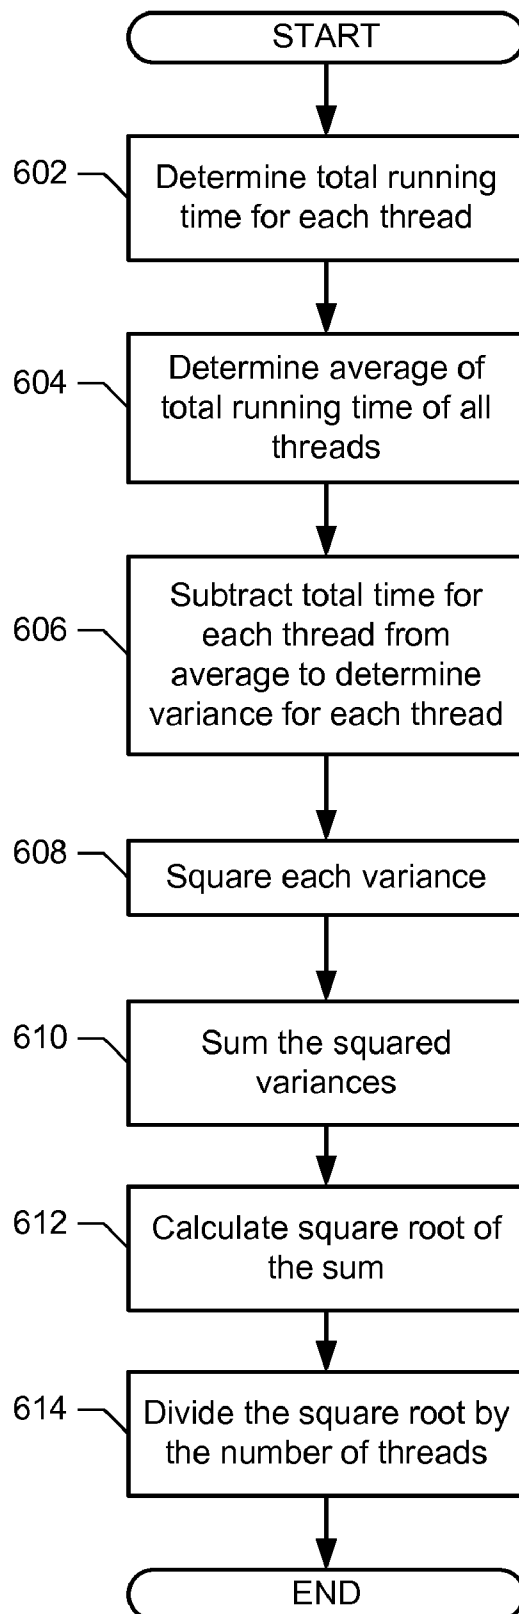 START
602
Determine total running
time for each thread
604
Determine average of
total running time of all
threads
606
Subtract total time for
each thread from
average to determine
variance for each thread
608
Square each variance
610
Sum the squared
variances
612
Calculate square root of
the sum
614
Divide the square root by
the number of threads
END